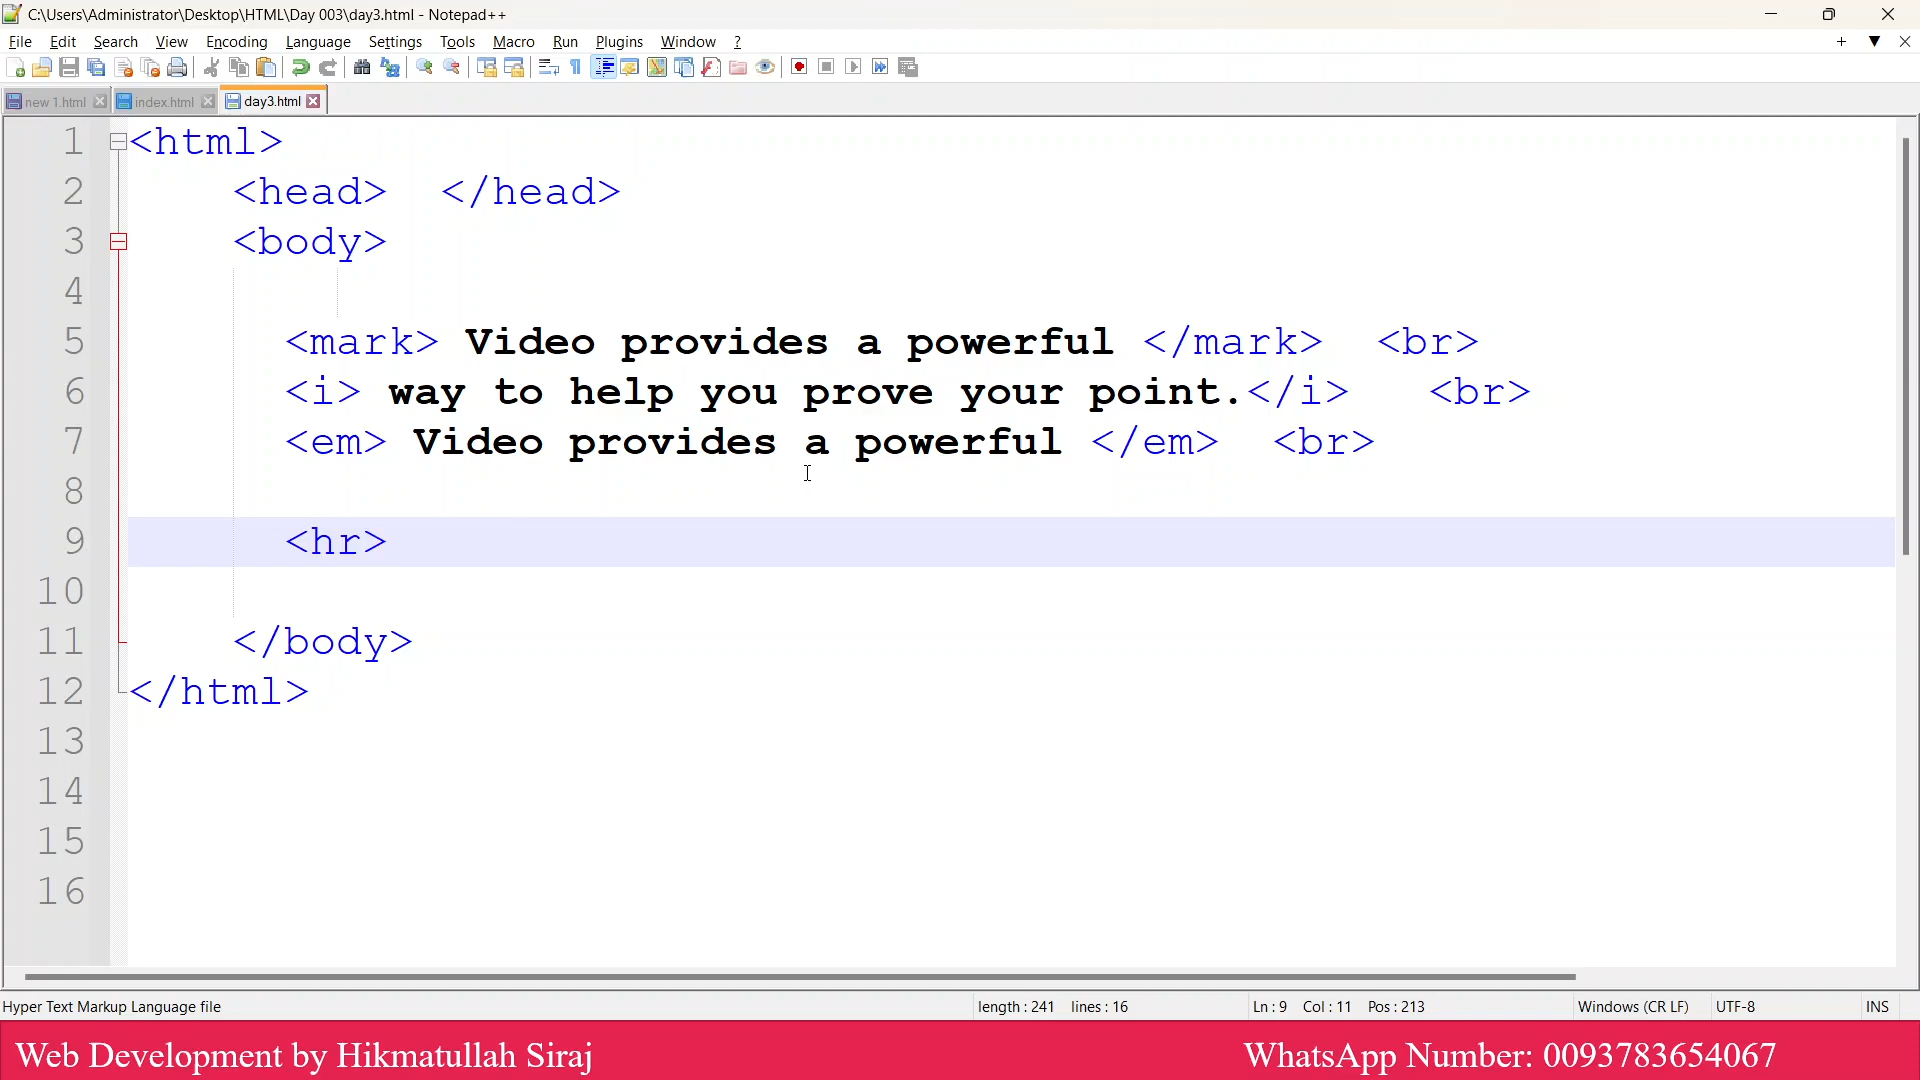 C:\Users\Administrator\Desktop\HTML\Day 003\day3.html - Notepad++
File Edit Search View Encoding Language Settings Tools Macro Run Plugins Window ?
new 1.html index.html day3.html
1 <html>
2 <head> </head>
3 <body>
4
5 <mark> Video provides a powerful </mark> <br>
6 <i> way to help you prove your point.</i> <br>
7 <em> Video provides a powerful </em> <br>
8
9 <hr>
10
11 </body>
12 </html>
13
14
15
16
Hyper Text Markup Language file length : 241 lines : 16 Ln : 9 Col : 11 Pos : 213 Windows (CR LF) UTF-8 INS
Web Development by Hikmatullah Siraj WhatsApp Number: 0093783654067